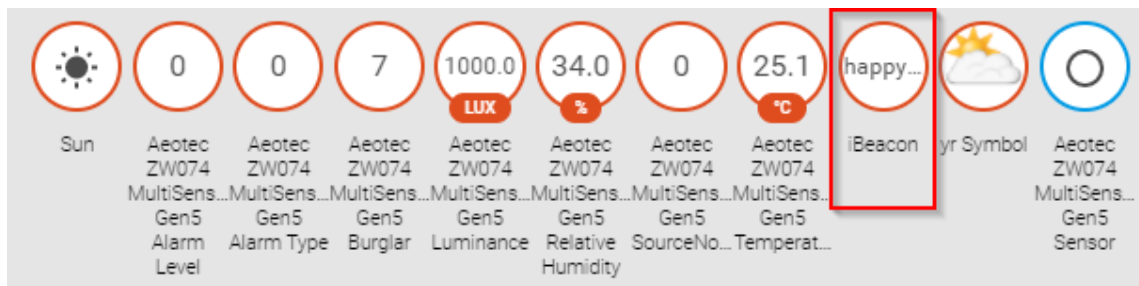 0 0 7 1000.0 34.0 0 25.1 happy...
LUX % °C
Sun Aeotec Aeotec Aeotec Aeotec Aeotec Aeotec Aeotec iBeacon yr Symbol Aeotec
ZW074 ZW074 ZW074 ZW074 ZW074 ZW074 ZW074 ZW074
MultiSens... MultiSens... MultiSens... MultiSens... MultiSens... MultiSens... MultiSens... MultiSens...
Gen5 Gen5 Gen5 Gen5 Gen5 Gen5 Gen5 Gen5
Alarm Alarm Type Burglar Luminance Relative SourceNo... Temperat... Sensor
Level Humidity